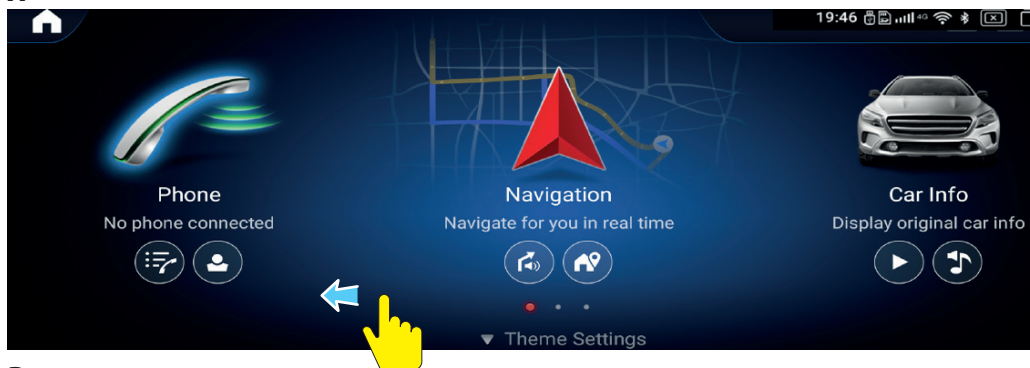 19:46 4G
Phone
No phone connected
Navigation
Navigate for you in real time
Car Info
Display original car info
Theme Settings